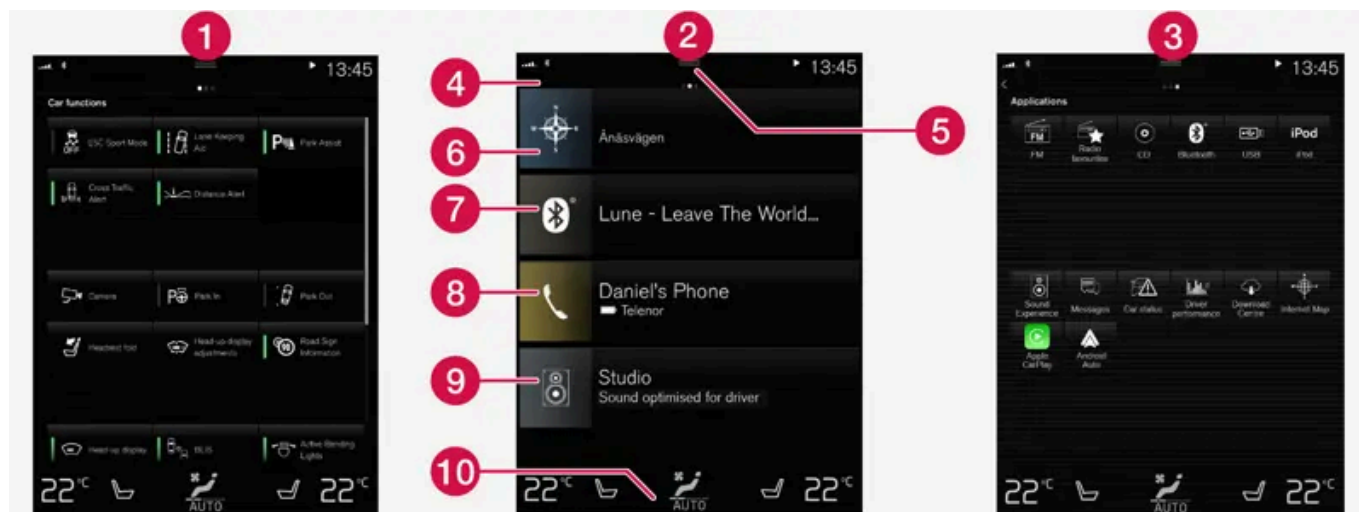 1
2
3
13:45
Car functions
OFF
ESC Sport Mode
Lane Keeping
Aid
P
Park Assist
Cross Traffic
Alert
Distance Alert
Camera
P
Park In
Park Out
Headrest fold
Head-up-display
adjustments
90
Road Sign
Information
Head-up display
BLIS
Active Bending
Lights
22°C
AUTO
22°C
4
13:45
5
N
W
E
S
6
Änäsvägen
7
Lune - Leave The World...
8
Daniel's Phone
Telenor
9
Studio
Sound optimised for driver
10
22°C
AUTO
22°C
13:45
Applications
FM
FM
Radio
favourites
CD
Bluetooth
USB
iPod
iPod
Sound
Experience
Messages
Car status
Driver
performance
Download
Centre
Internet Map
Apple
CarPlay
Android
Auto
22°C
AUTO
22°C